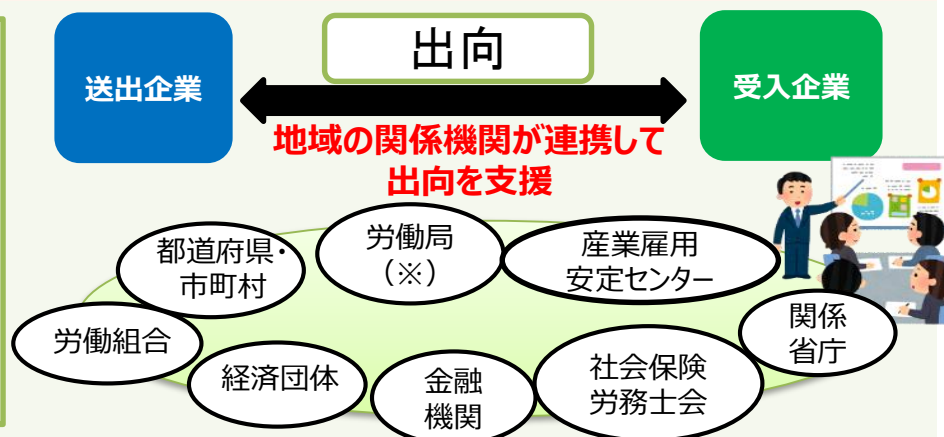 出向
送出企業
受入企業
地域の関係機関が連携して
出向を支援
都道府県・
市町村
労働局
（※）
産業雇用
安定センター
労働組合
経済団体
金融
機関
社会保険
労務士会
関係
省庁